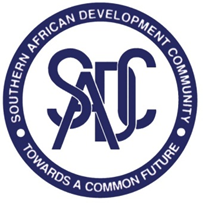 SOUTHERN AFRICAN DEVELOPMENT COMMUNITY
SADC
TOWARDS A COMMON FUTURE